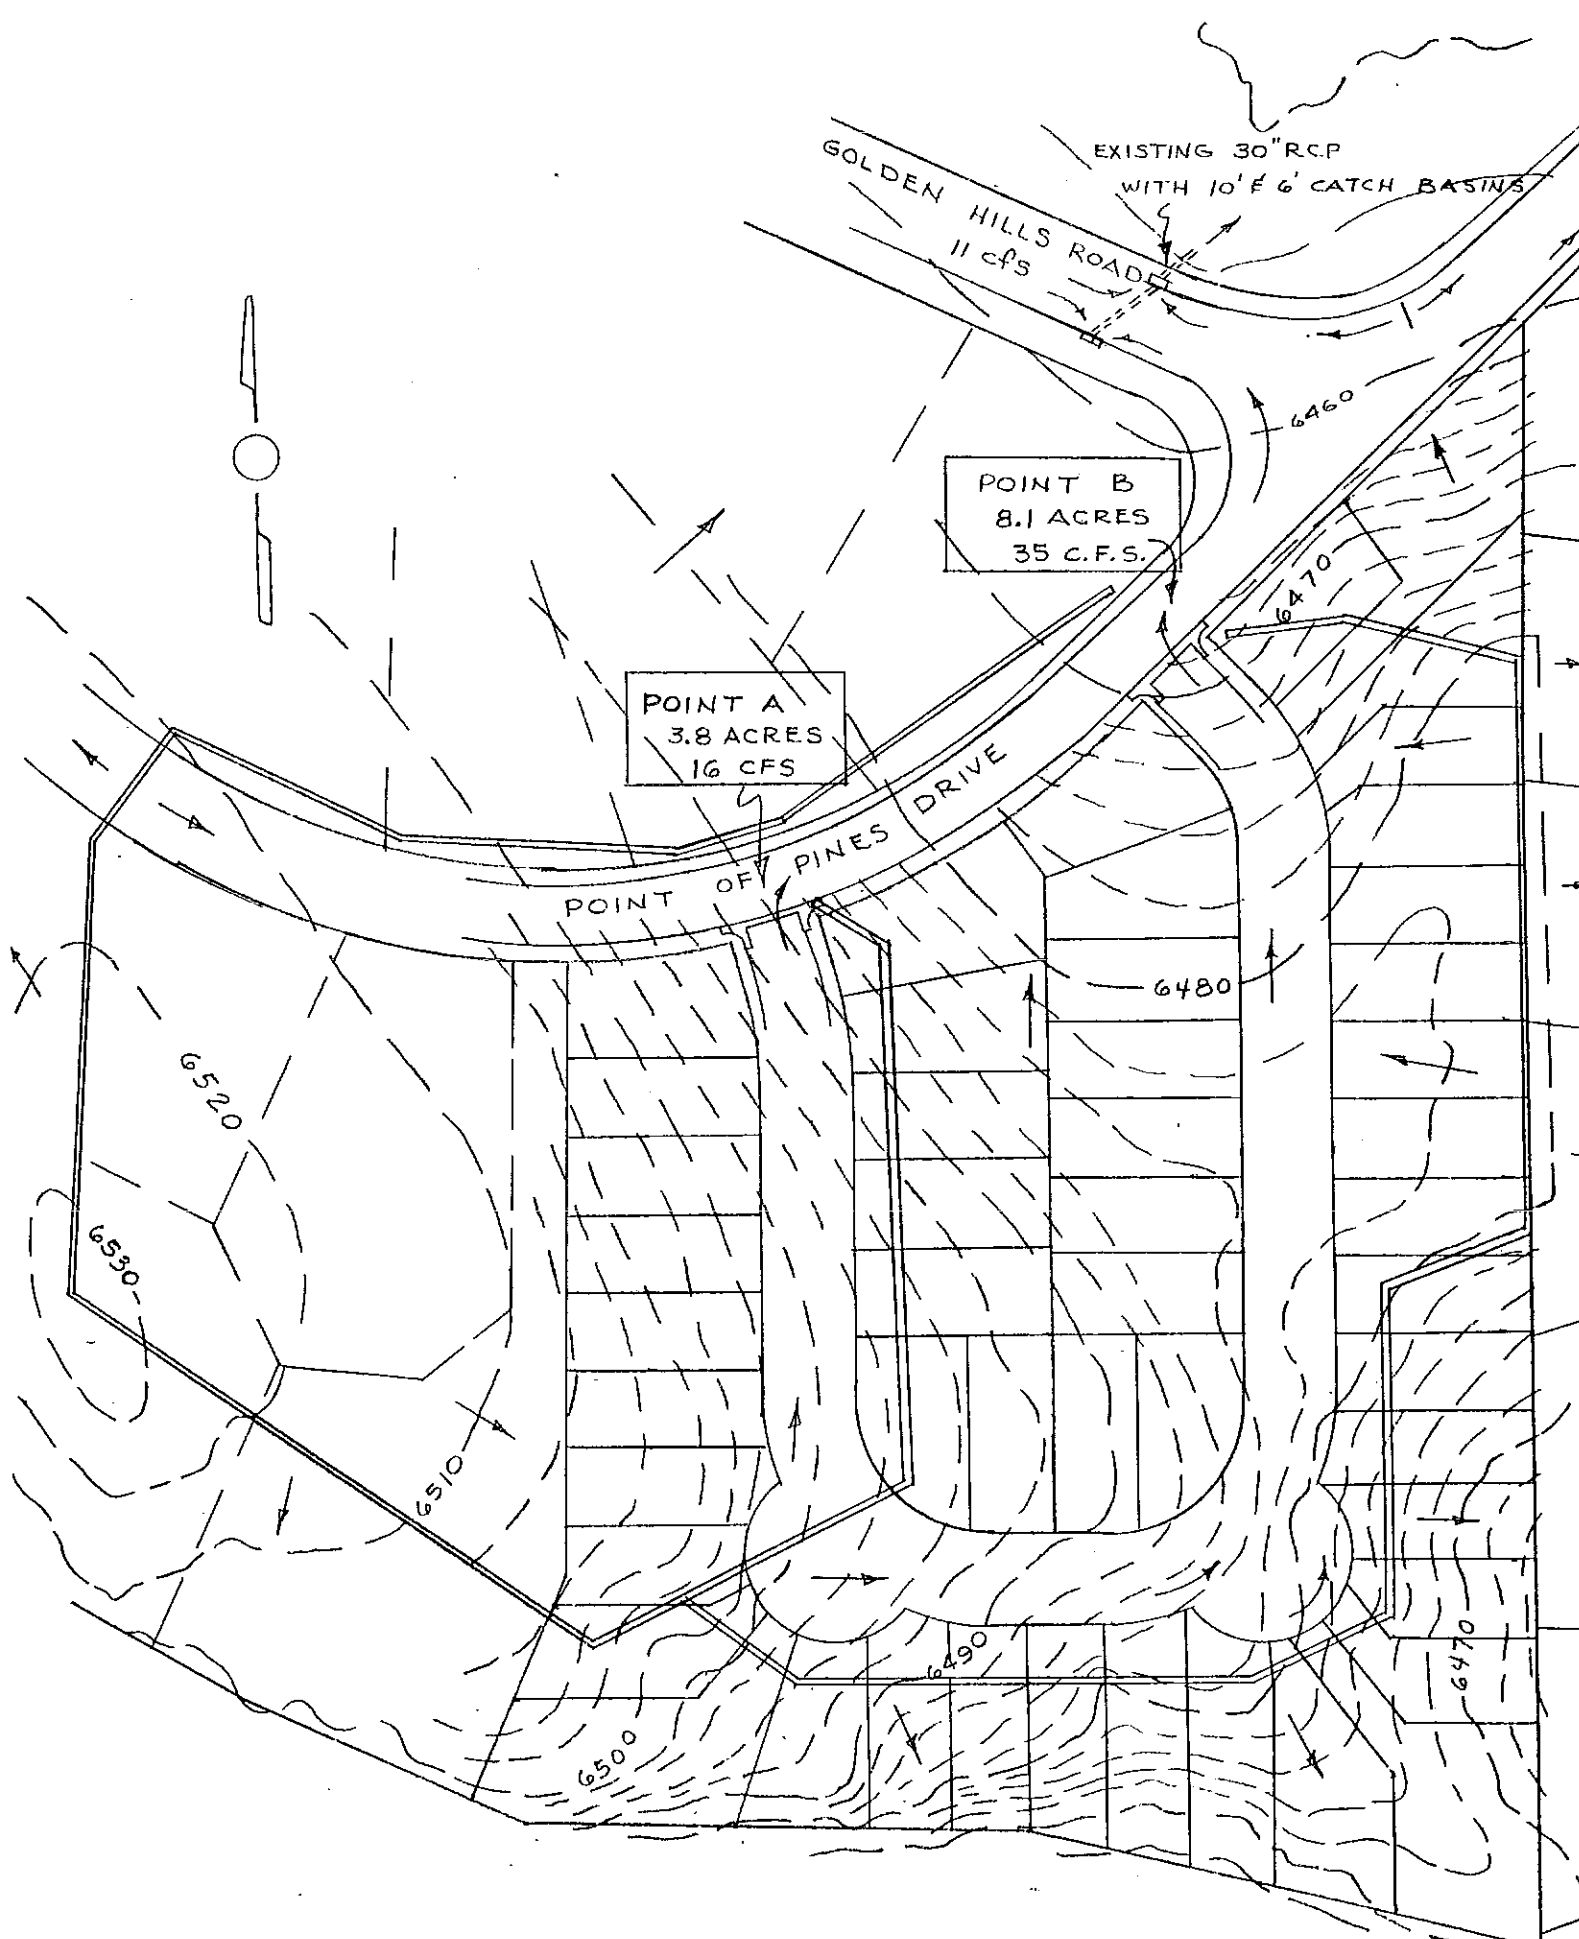 EXISTING 30" R.C.P
WITH 10' & 6' CATCH BASINS
GOLDEN HILLS ROAD
11 cfs
6460
POINT B
8.1 ACRES
35 C.F.S.
6470
POINT A
3.8 ACRES
16 CFS
POINT OF PINES DRIVE
6480
6520
6530
6510
6490
6470
6500